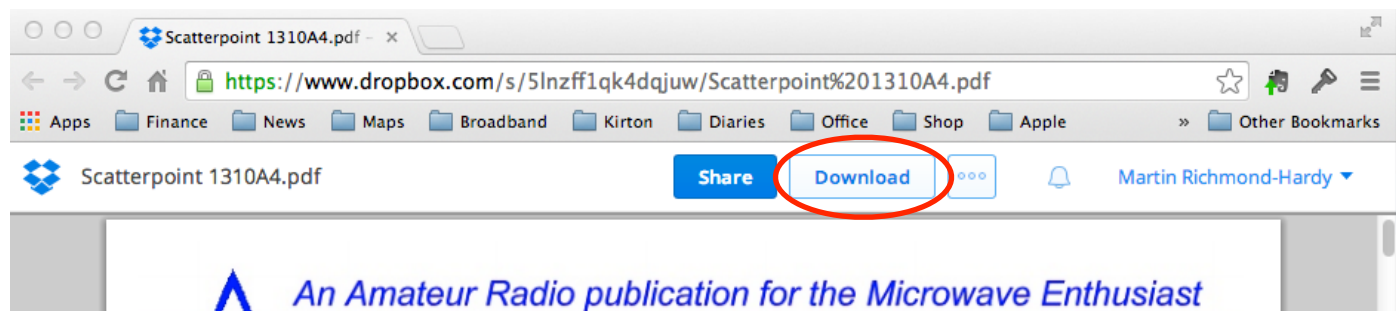 Scatterpoint 1310A4.pdf -
https://www.dropbox.com/s/5lnzff1qk4dqjuw/Scatterpoint%201310A4.pdf
Apps Finance News Maps Broadband Kirton Diaries Office Shop Apple » Other Bookmarks
Scatterpoint 1310A4.pdf Share Download Martin Richmond-Hardy
An Amateur Radio publication for the Microwave Enthusiast